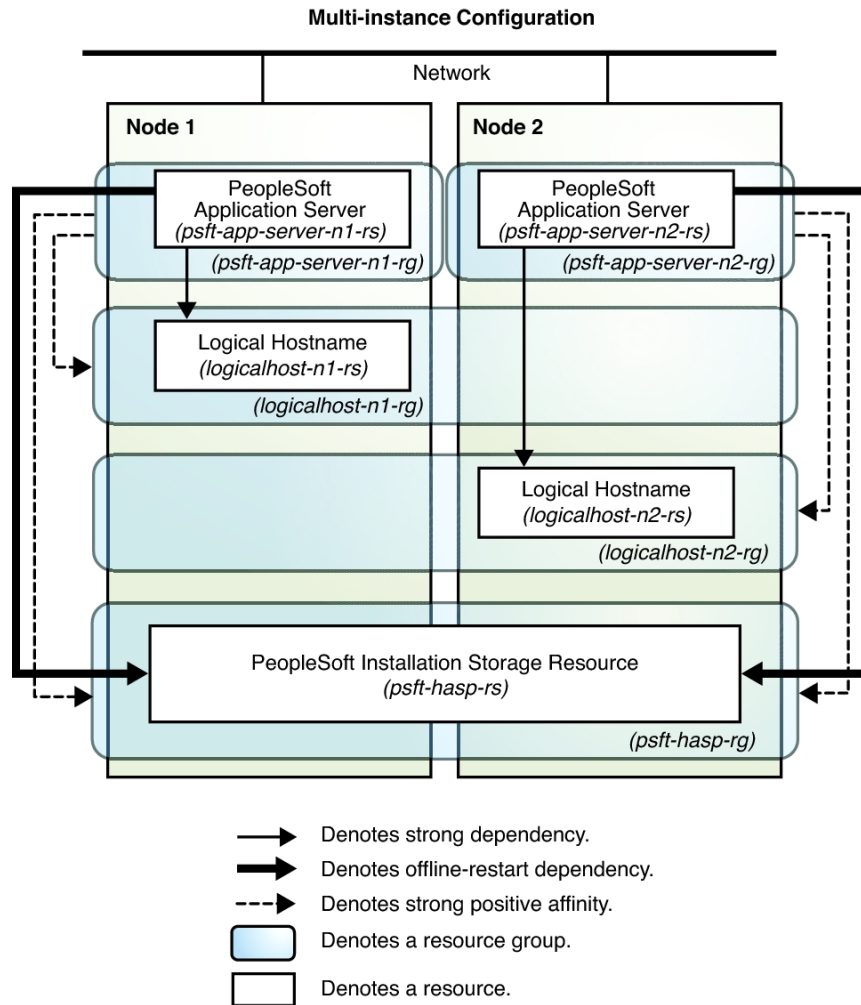 Multi-instance Configuration
Network
Node 1
Node 2
PeopleSoft
Application Server
(psft-app-server-n1-rs)
(psft-app-server-n1-rg)
PeopleSoft
Application Server
(psft-app-server-n2-rs)
(psft-app-server-n2-rg)
Logical Hostname
(logicalhost-n1-rs)
(logicalhost-n1-rg)
Logical Hostname
(logicalhost-n2-rs)
(logicalhost-n2-rg)
PeopleSoft Installation Storage Resource
(psft-hasp-rs)
(psft-hasp-rg)
Denotes strong dependency.
Denotes offline-restart dependency.
Denotes strong positive affinity.
Denotes a resource group.
Denotes a resource.